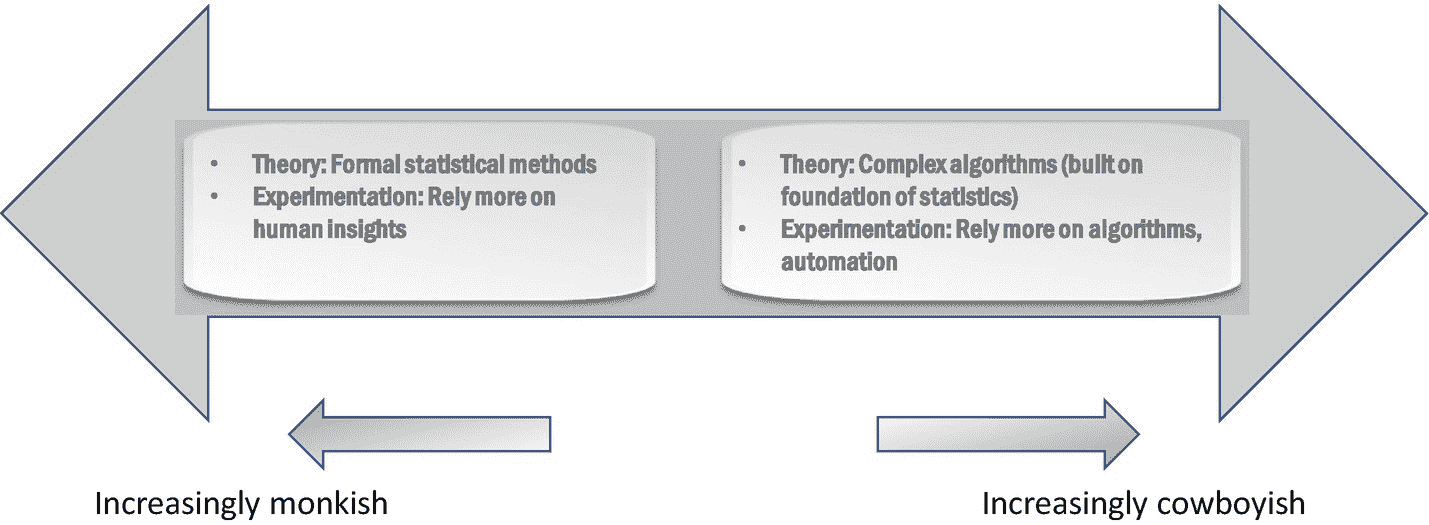 • Theory: Formal statistical methods
• Experimentation: Rely more on
human insights
• Theory: Complex algorithms (built on
foundation of statistics)
• Experimentation: Rely more on algorithms,
automation
Increasingly monkish
Increasingly cowboyish